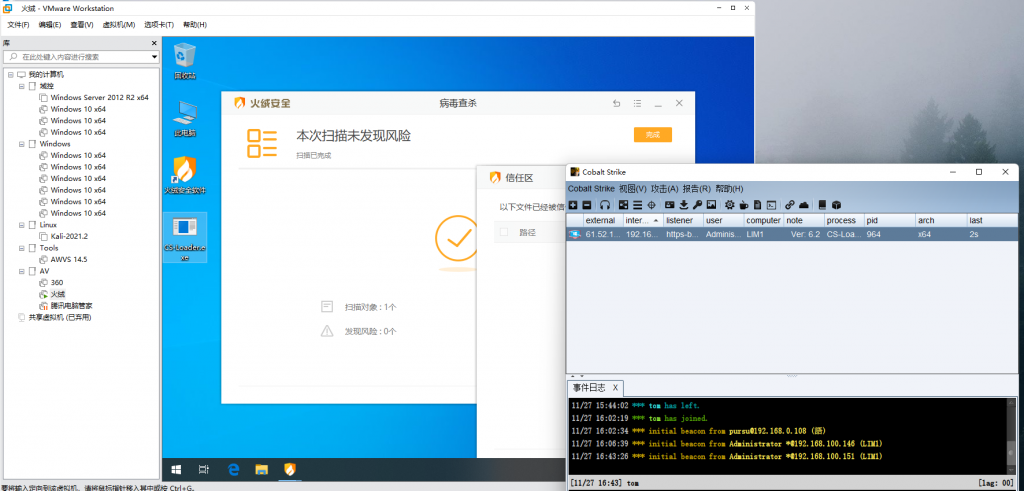 火绒 - VMware Workstation
文件(F) 编辑(E) 查看(V) 虚拟机(M) 选项卡(T) 帮助(H)
库
在此处键入内容进行搜索
我的计算机
域控
Windows Server 2012 R2 x64
Windows 10 x64
Windows 10 x64
Windows 10 x64
Windows
Windows 10 x64
Windows 10 x64
Windows 10 x64
Windows 10 x64
Windows 10 x64
Windows 10 x64
Linux
Kali-2021.2
Tools
AWVS 14.5
AV
360
火绒
腾讯电脑管家
共享虚拟机 (已弃用)
回收站
此电脑
火绒安全软件
CS-Loader.e
xe
火绒安全
病毒查杀
本次扫描未发现风险
扫描已完成
完成
扫描对象 : 1个
发现风险 : 0个
信任区
以下文件已经被信
路径
Cobalt Strike
Cobalt Strike 视图(V) 攻击(A) 报告(R) 帮助(H)
external inter... listener user computer note process pid arch last
61.52.1... 192.16... https-b... Adminis... LIM1 Ver: 6.2 CS-Loa... 964 x64 2s
事件日志 X
11/27 15:44:02 *** tom has left.
11/27 16:02:19 *** tom has joined.
11/27 16:02:34 *** initial beacon from pursu@192.168.0.108
11/27 16:06:39 *** initial beacon from Administrator *@192.168.100.146 (LIM1)
11/27 16:43:26 *** initial beacon from Administrator *@192.168.100.151 (LIM1)
[11/27 16:43] tom [lag: 00]
要将输入定向到该虚拟机，请将鼠标指针移入其中或按 Ctrl+G。